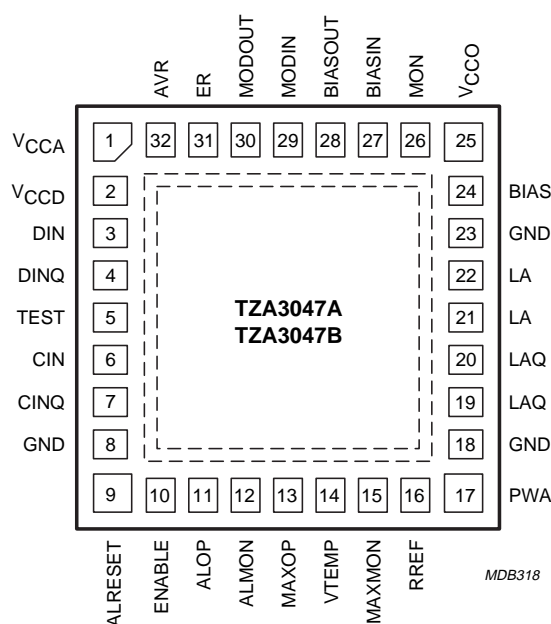 AVR
ER
MODOUT
MODIN
BIASOUT
BIASIN
MON
VCCO
VCCA 1 32 31 30 29 28 27 26 25
VCCD 2 24 BIAS
DIN 3 23 GND
DINQ 4 22 LA
TEST 5 21 LA
CIN 6 20 LAQ
CINQ 7 19 LAQ
GND 8 18 GND
TZA3047A
TZA3047B
9 10 11 12 13 14 15 16 17 PWA
ALRESET
ENABLE
ALOP
ALMON
MAXOP
VTEMP
MAXMON
RREF
MDB318